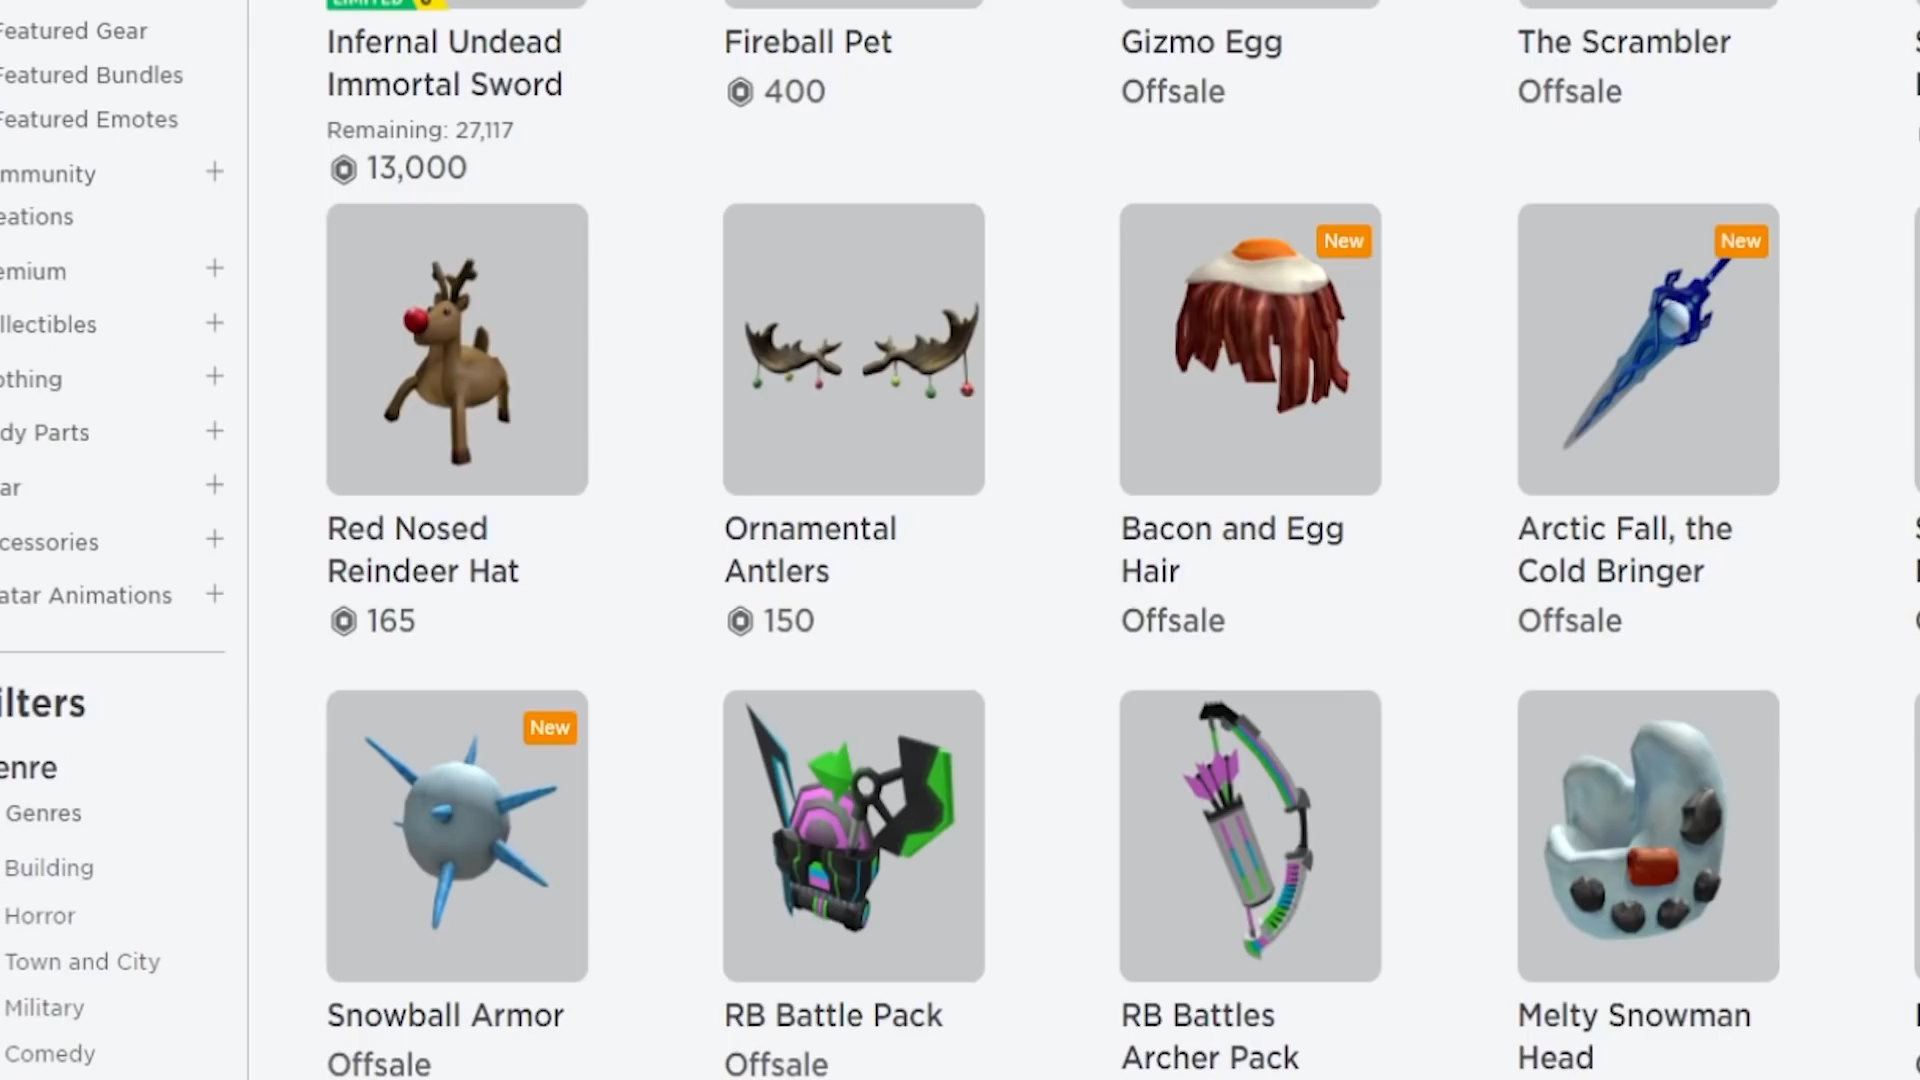 Featured Gear
Featured Bundles
Featured Emotes
mmunity
eations
emium
llectibles
othing
dy Parts
ar
cessories
atar Animations
ilters
enre
Genres
Building
Horror
Town and City
Military
Comedy
LIMITED
Infernal Undead
Immortal Sword
Remaining: 27,117
13,000
Fireball Pet
400
Gizmo Egg
Offsale
The Scrambler
Offsale
Red Nosed
Reindeer Hat
165
Ornamental
Antlers
150
New
Bacon and Egg
Hair
Offsale
New
Arctic Fall, the
Cold Bringer
Offsale
New
Snowball Armor
Offsale
RB Battle Pack
Offsale
RB Battles
Archer Pack
Melty Snowman
Head